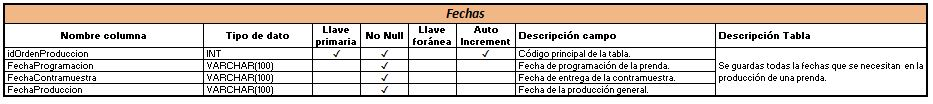 Fechas
Nombre columna Tipo de dato Llave primaria No Null Llave foránea Auto Increment Descripción campo Descripción Tabla
idOrdenProduccion INT ✓ ✓ ✓ Código principal de la tabla.
FechaProgramacion VARCHAR(100) ✓ Fecha de programación de la prenda.
FechaContramuestra VARCHAR(100) ✓ Fecha de entrega de la contramuestra.
FechaProduccion VARCHAR(100) ✓ Fecha de la producción general.
Se guardas todas la fechas que se necesitan en la
producción de una prenda.